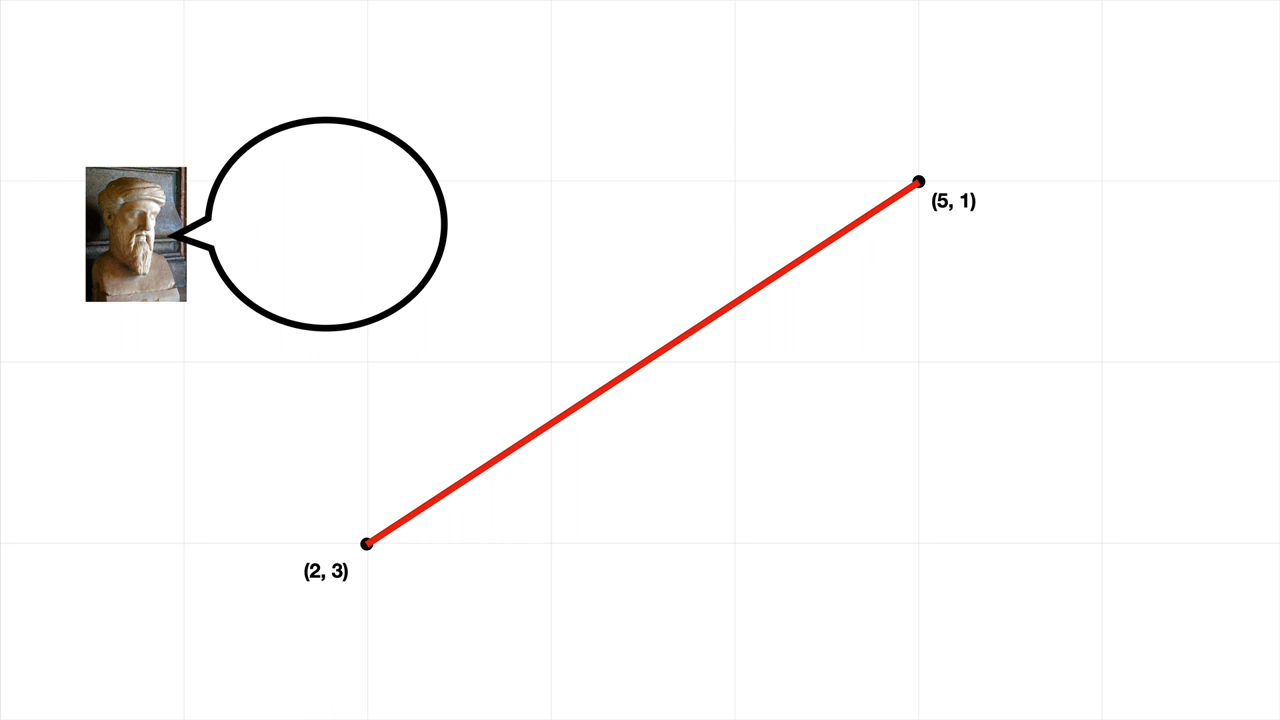 (5, 1)
(2, 3)